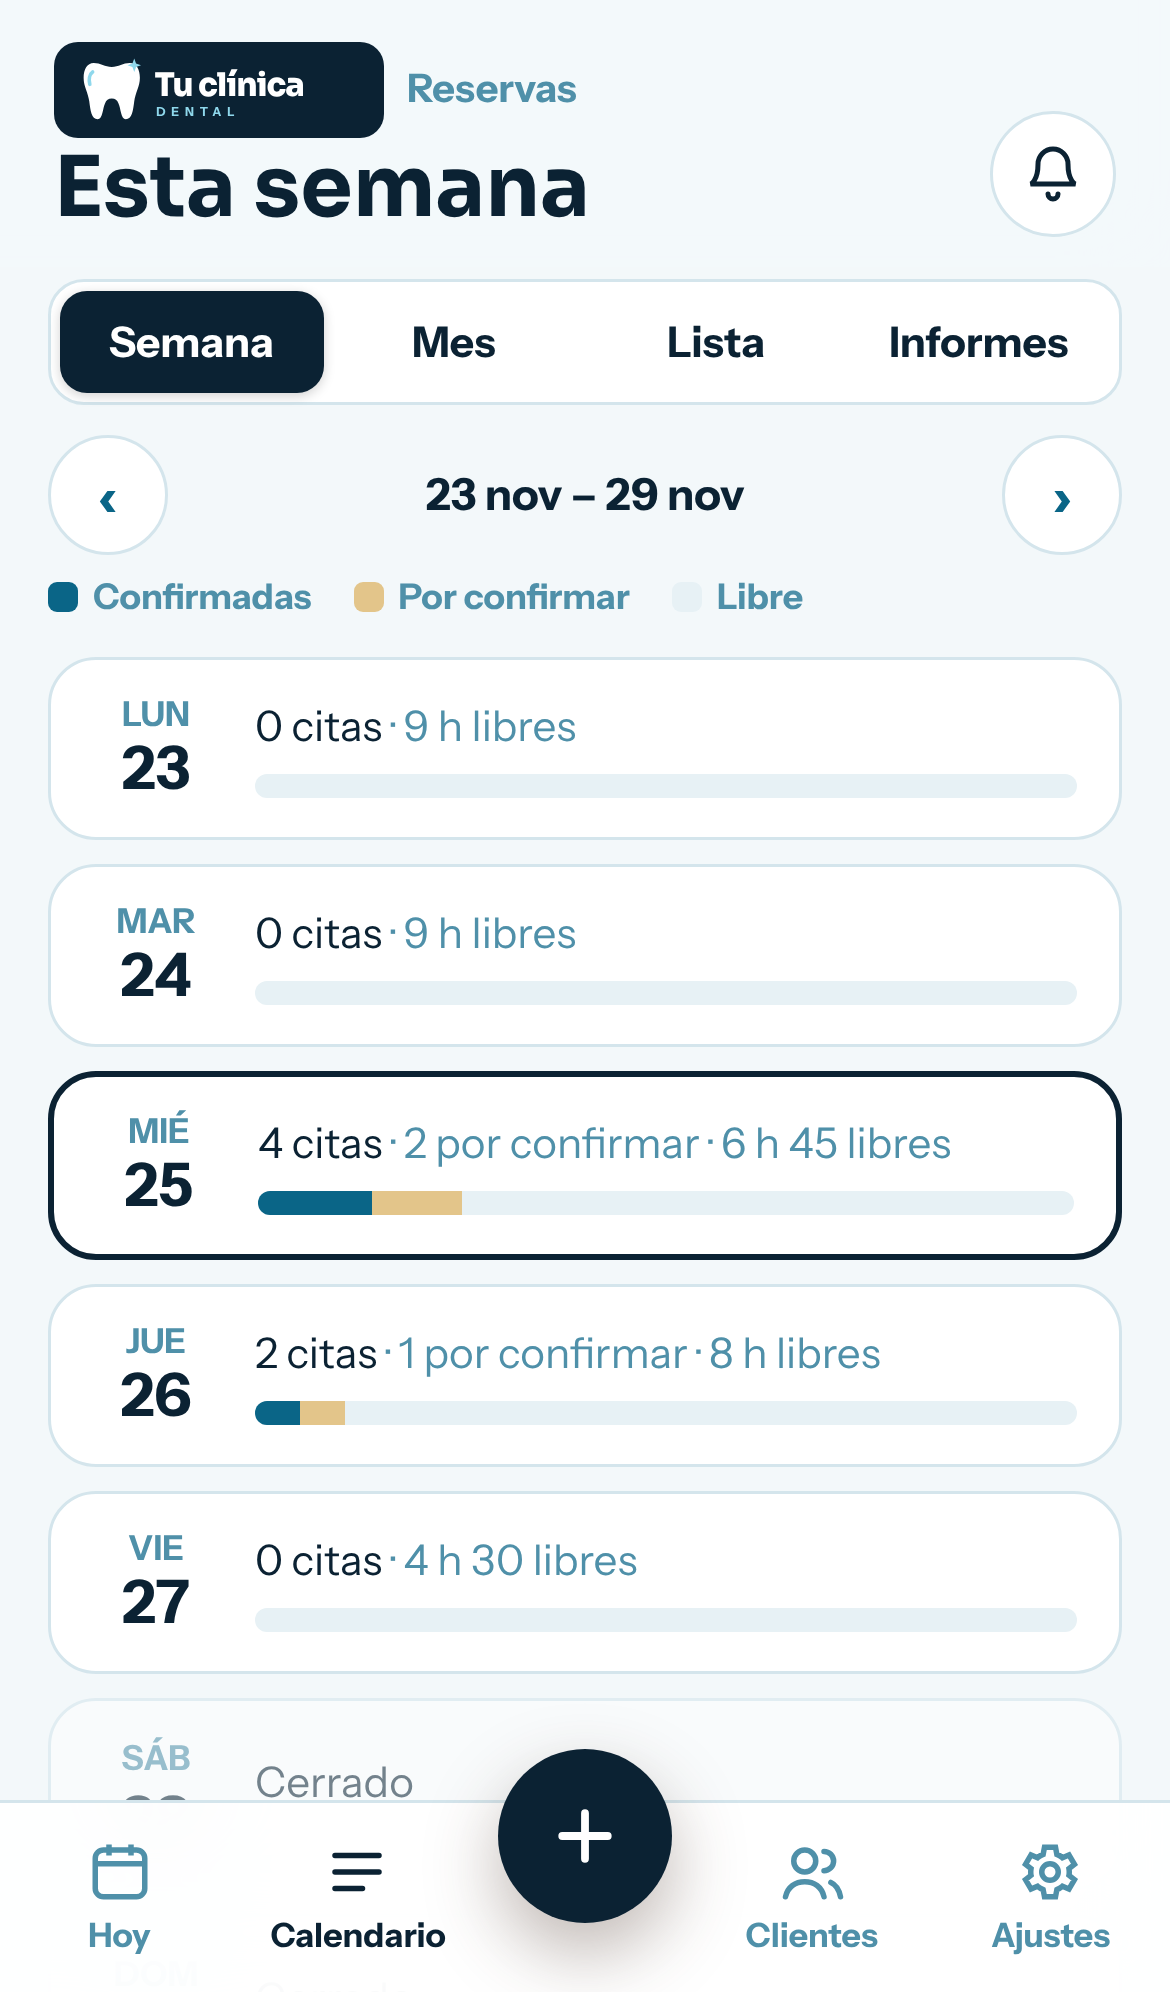 Tu clínica
DENTAL
Reservas
Esta semana
Semana Mes Lista Informes
‹ 23 nov – 29 nov ›
Confirmadas Por confirmar Libre
LUN
23
0 citas · 9 h libres
MAR
24
0 citas · 9 h libres
MIÉ
25
4 citas · 2 por confirmar · 6 h 45 libres
JUE
26
2 citas · 1 por confirmar · 8 h libres
VIE
27
0 citas · 4 h 30 libres
SÁB
Cerrado
Hoy Calendario Clientes Ajustes
DOM